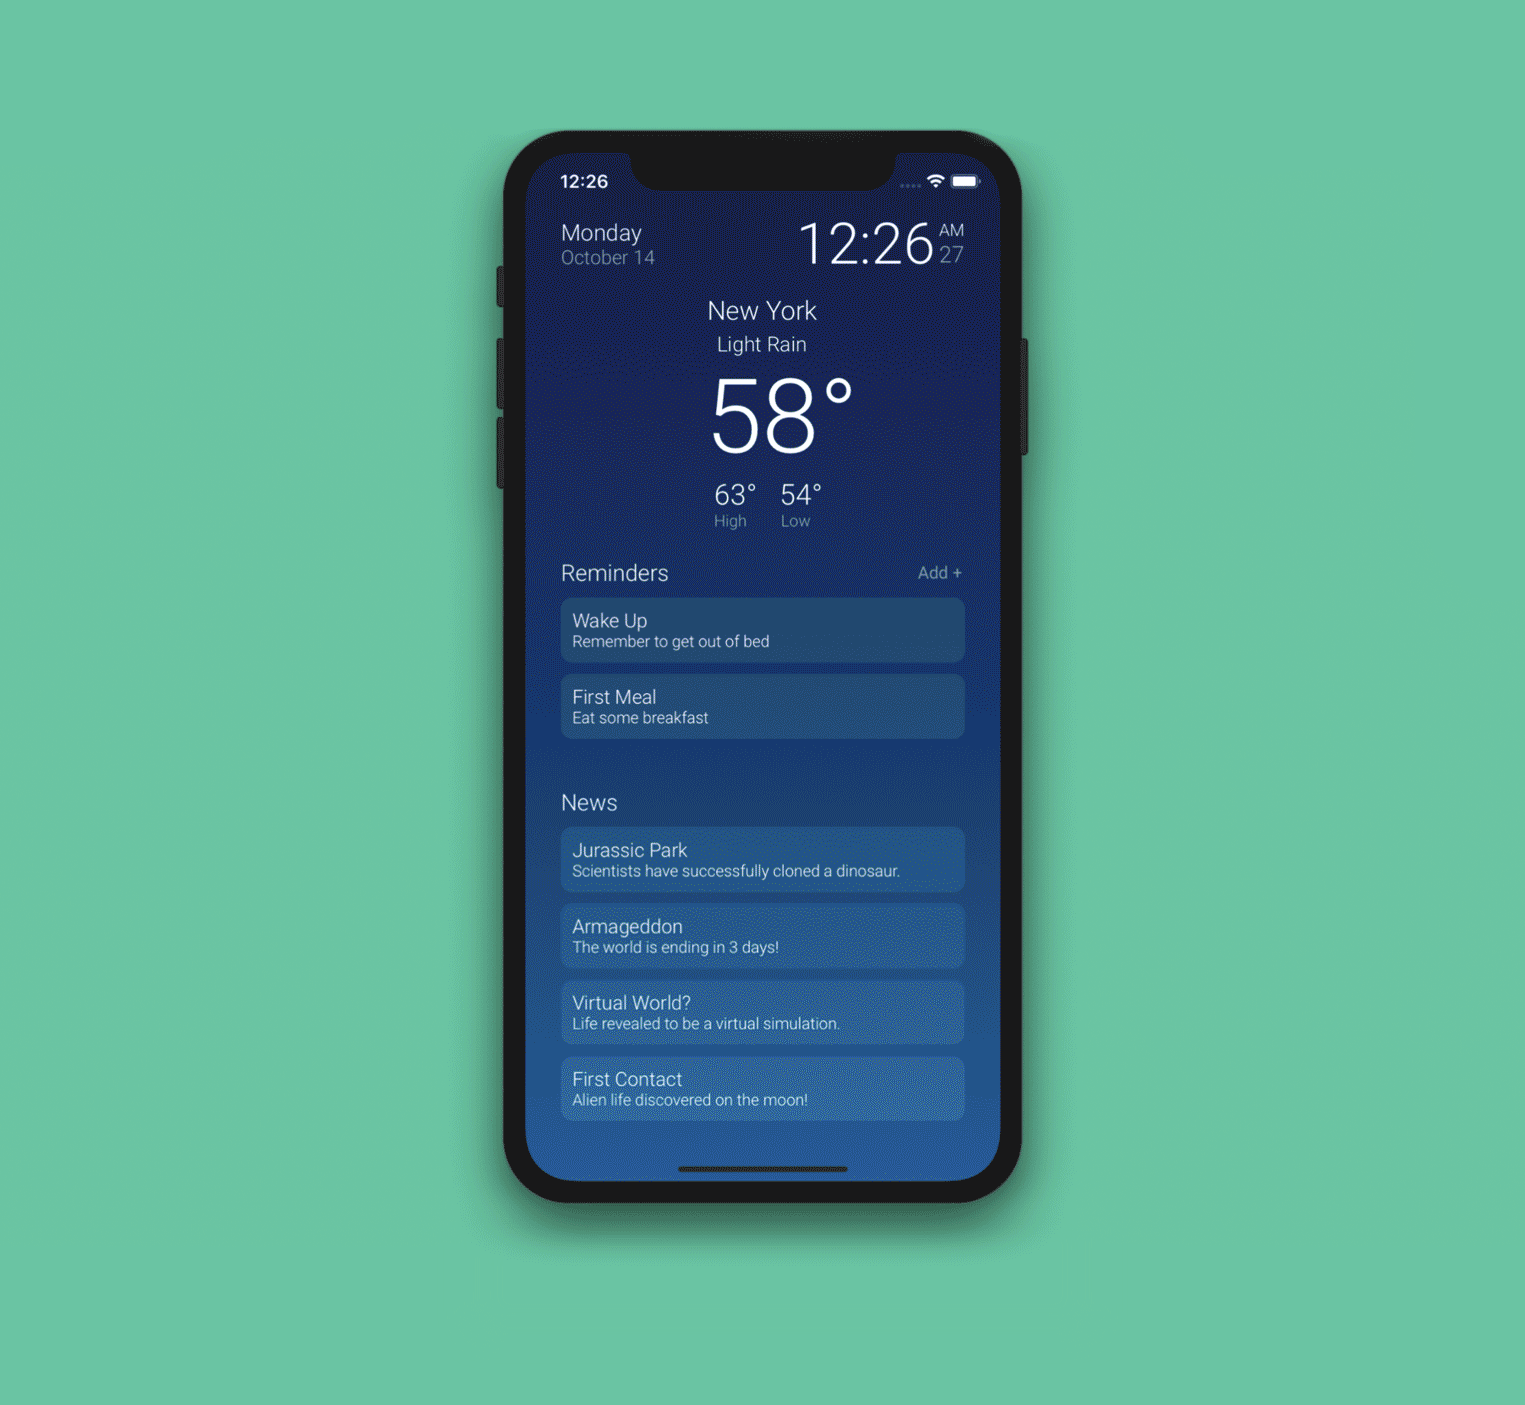 12:26
Monday
October 14
12:26 AM
27
New York
Light Rain
58°
63° 54°
High Low
Reminders Add +
Wake Up
Remember to get out of bed
First Meal
Eat some breakfast
News
Jurassic Park
Scientists have successfully cloned a dinosaur.
Armageddon
The world is ending in 3 days!
Virtual World?
Life revealed to be a virtual simulation.
First Contact
Alien life discovered on the moon!